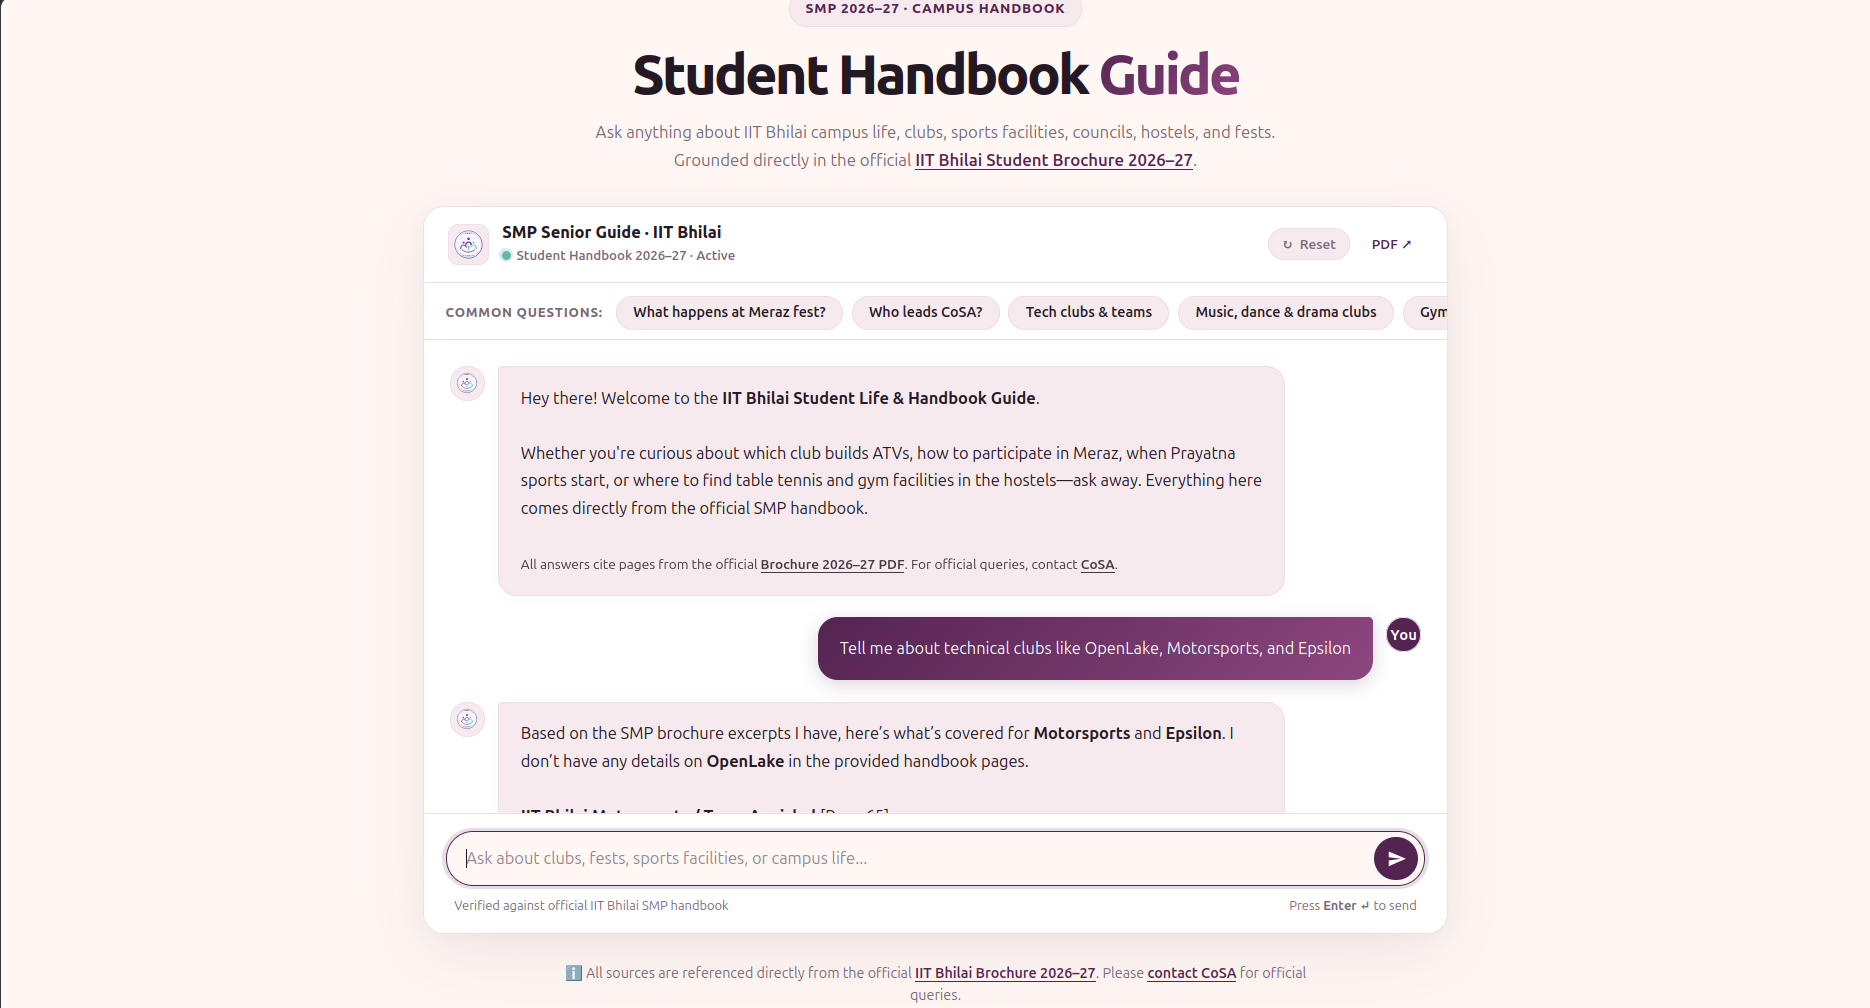 SMP 2026–27 · CAMPUS HANDBOOK
Student Handbook Guide
Ask anything about IIT Bhilai campus life, clubs, sports facilities, councils, hostels, and fests.
Grounded directly in the official IIT Bhilai Student Brochure 2026–27.
SMP Senior Guide · IIT Bhilai
Student Handbook 2026–27 · Active
↻ Reset
PDF ↗
COMMON QUESTIONS:
What happens at Meraz fest?
Who leads CoSA?
Tech clubs & teams
Music, dance & drama clubs
Gym
Hey there! Welcome to the IIT Bhilai Student Life & Handbook Guide.
Whether you're curious about which club builds ATVs, how to participate in Meraz, when Prayatna
sports start, or where to find table tennis and gym facilities in the hostels—ask away. Everything here
comes directly from the official SMP handbook.
All answers cite pages from the official Brochure 2026–27 PDF. For official queries, contact CoSA.
Tell me about technical clubs like OpenLake, Motorsports, and Epsilon
You
Based on the SMP brochure excerpts I have, here’s what’s covered for Motorsports and Epsilon. I
don’t have any details on OpenLake in the provided handbook pages.
Ask about clubs, fests, sports facilities, or campus life...
Verified against official IIT Bhilai SMP handbook
Press Enter ↵ to send
ℹ️ All sources are referenced directly from the official IIT Bhilai Brochure 2026–27. Please contact CoSA for official
queries.